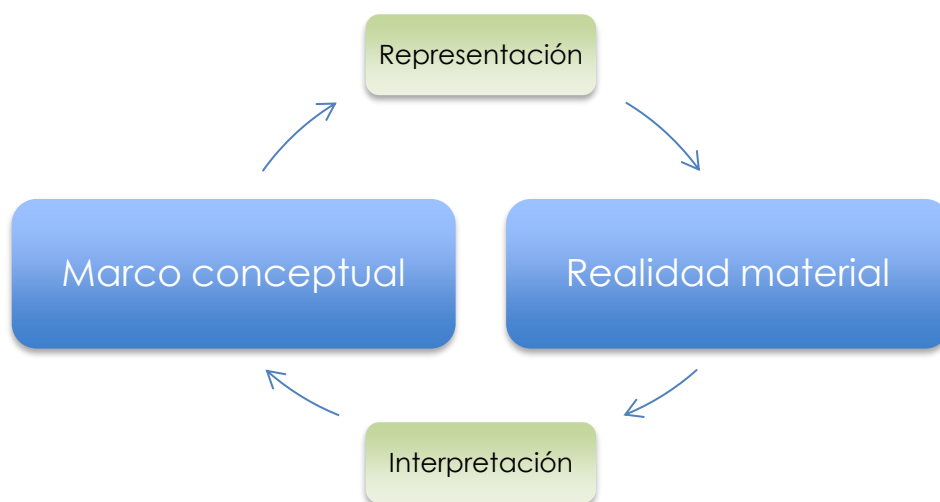 Representación
Marco conceptual
Realidad material
Interpretación